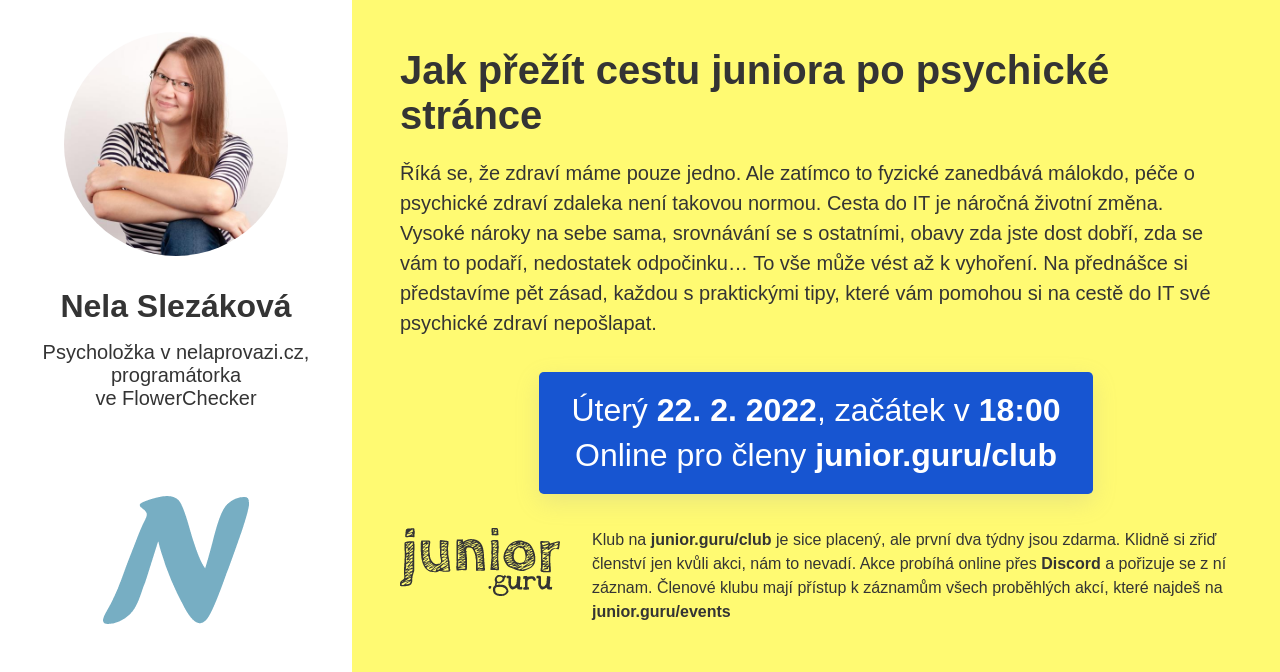 Nela Slezáková
Psycholožka v nelaprovazi.cz,
programátorka
ve FlowerChecker
N
Jak přežít cestu juniora po psychické
stránce
Říká se, že zdraví máme pouze jedno. Ale zatímco to fyzické zanedbává málokdo, péče o
psychické zdraví zdaleka není takovou normou. Cesta do IT je náročná životní změna.
Vysoké nároky na sebe sama, srovnávání se s ostatními, obavy zda jste dost dobří, zda se
vám to podaří, nedostatek odpočinku… To vše může vést až k vyhoření. Na přednášce si
představíme pět zásad, každou s praktickými tipy, které vám pomohou si na cestě do IT své
psychické zdraví nepošlapat.
Úterý 22. 2. 2022, začátek v 18:00
Online pro členy junior.guru/club
junior
.guru
Klub na junior.guru/club je sice placený, ale první dva týdny jsou zdarma. Klidně si zřiď
členství jen kvůli akci, nám to nevadí. Akce probíhá online přes Discord a pořizuje se z ní
záznam. Členové klubu mají přístup k záznamům všech proběhlých akcí, které najdeš na
junior.guru/events